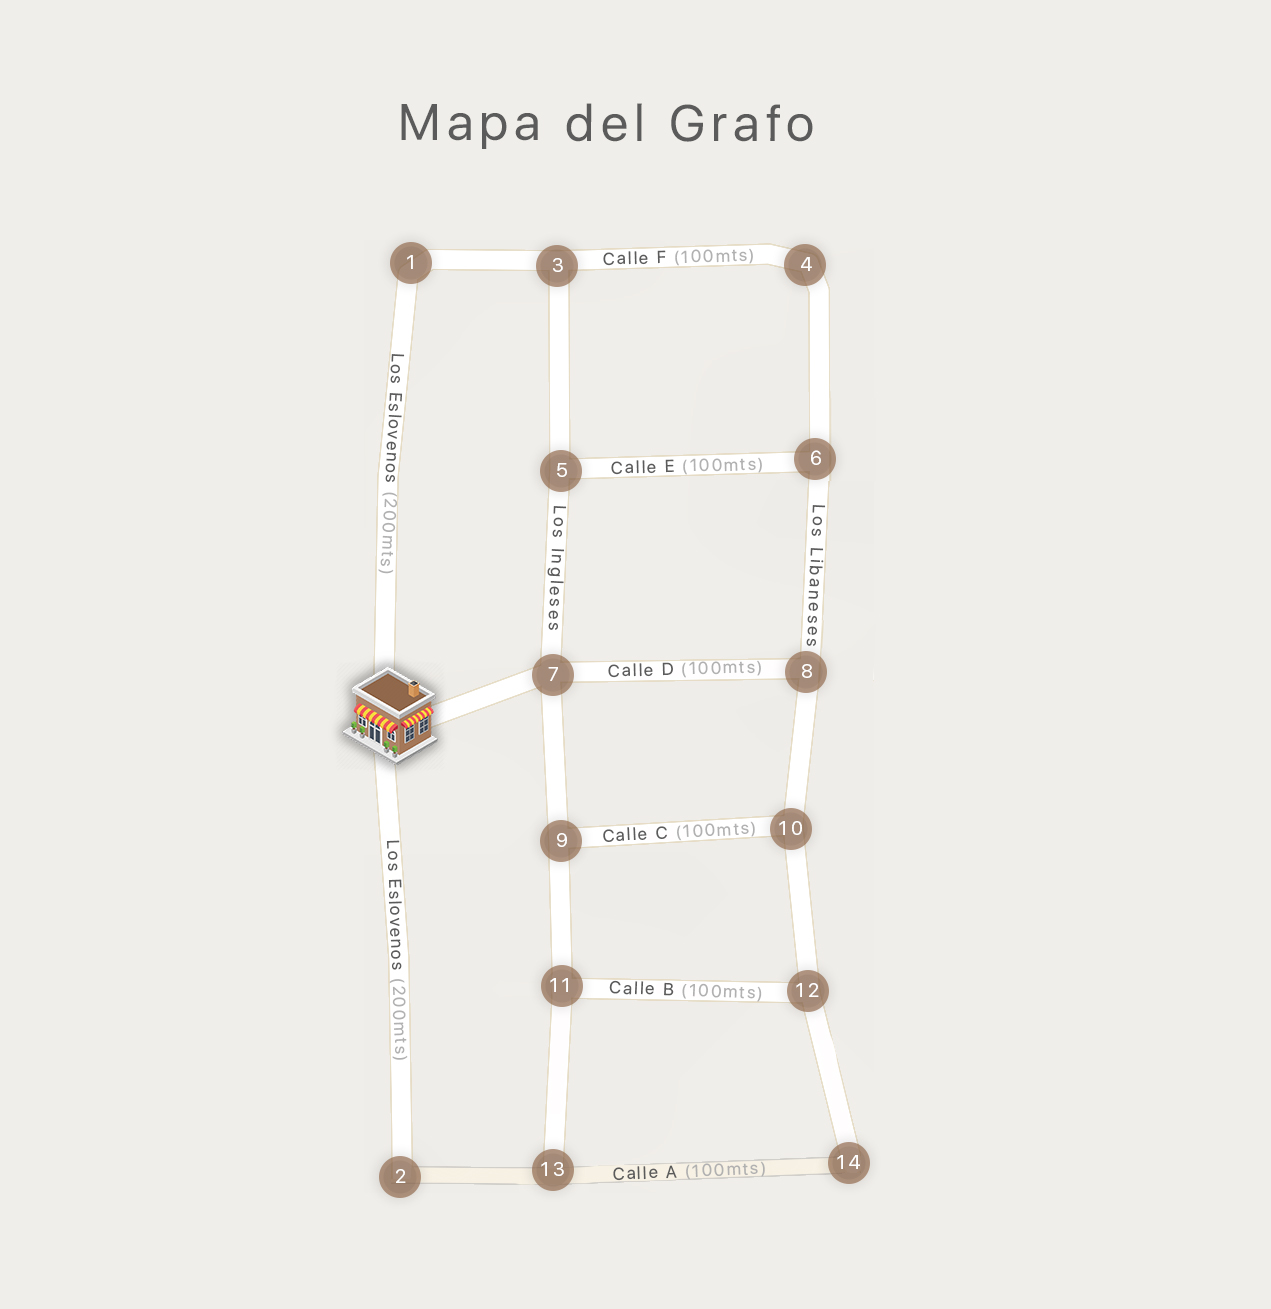 Mapa del Grafo
1
3
Calle F (100mts)
4
Los Eslovenos (200mts)
5
Calle E (100mts)
6
Los Ingleses
Los Libaneses
7
Calle D (100mts)
8
9
Calle C (100mts)
10
Los Eslovenos (200mts)
11
Calle B (100mts)
12
2
13
Calle A (100mts)
14